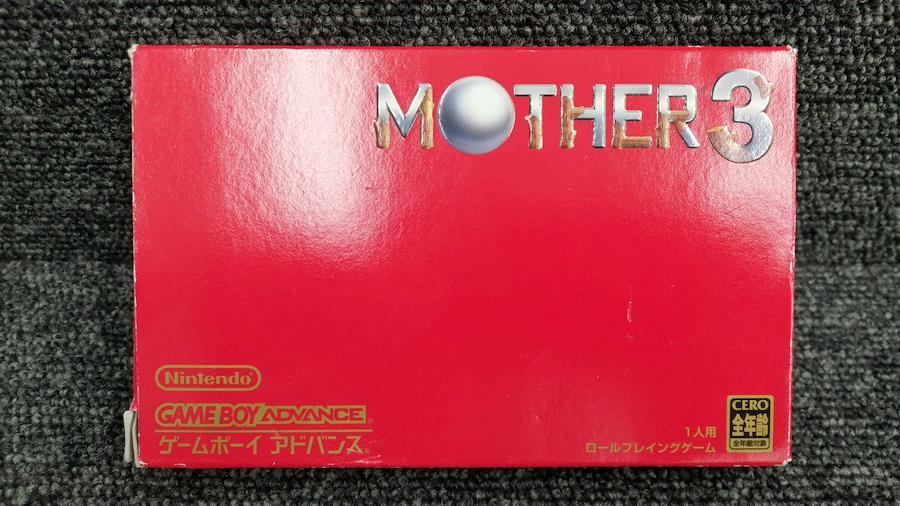 MOTHER 3
Nintendo
GAME BOY ADVANCE
ゲームボーイ アドバンス
1人用
ロールプレイングゲーム
CERO
全年齢
全年齢対象